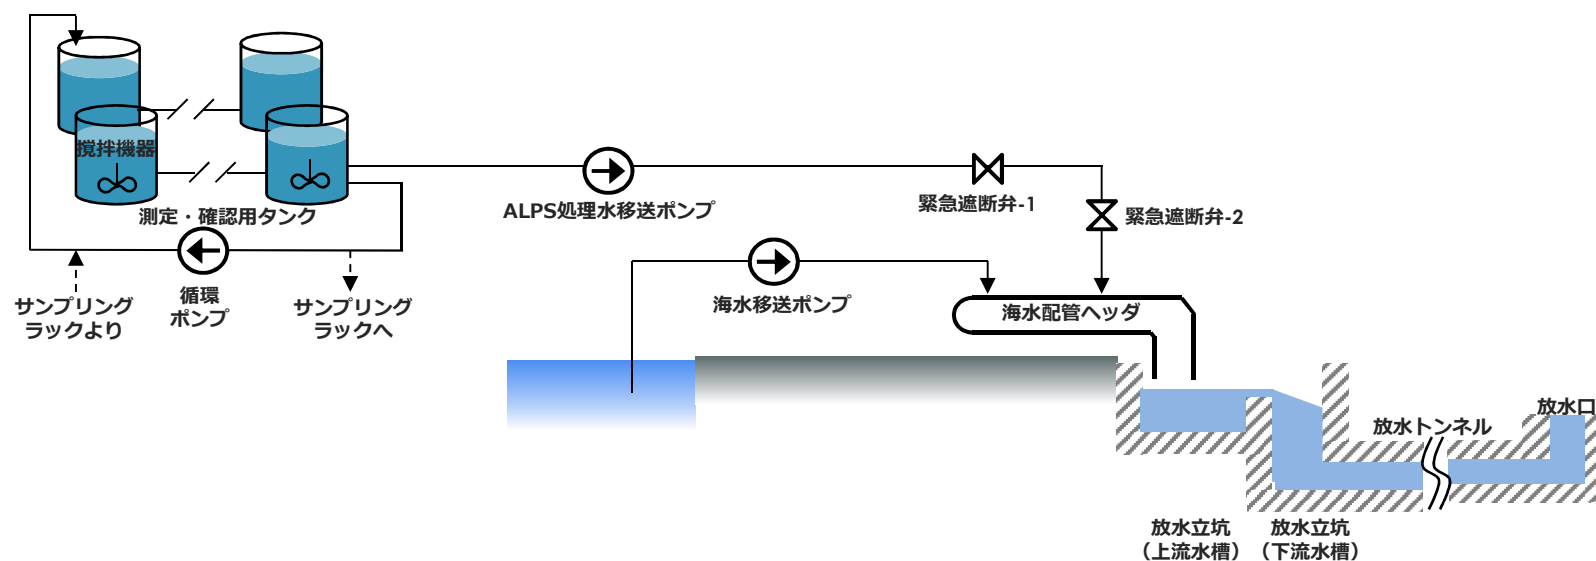 撹拌機器
測定・確認用タンク
ALPS処理水移送ポンプ
緊急遮断弁-1
緊急遮断弁-2
サンプリング
ラックより
循環
ポンプ
サンプリング
ラックへ
海水移送ポンプ
海水配管ヘッダ
放水口
放水トンネル
放水立坑
（上流水槽）
放水立坑
（下流水槽）